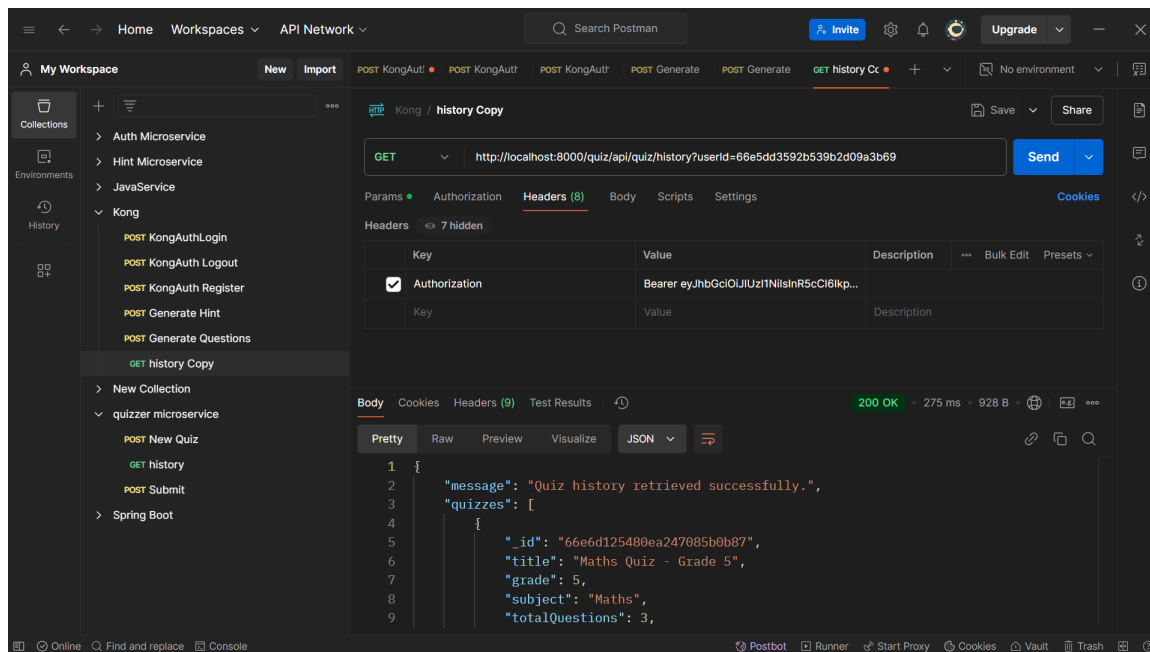 Home Workspaces API Network Search Postman Invite Upgrade
My Workspace New Import POST KongAut POST KongAuth POST KongAuth POST Generate POST Generate GET history Cc No environment
Collections
Environments
History
Auth Microservice
Hint Microservice
JavaService
Kong
POST KongAuthLogin
POST KongAuth Logout
POST KongAuth Register
POST Generate Hint
POST Generate Questions
GET history Copy
New Collection
quizzer microservice
POST New Quiz
GET history
POST Submit
Spring Boot
HTTP Kong / history Copy Save Share
GET http://localhost:8000/quiz/api/quiz/history?userId=66e5dd3592b539b2d09a3b69 Send
Params Authorization Headers (8) Body Scripts Settings Cookies
Headers 7 hidden
Key Value Description Bulk Edit Presets
Authorization Bearer eyJhbGciOiJIUzI1NiIsInR5cCI6Ikp...
Key Value Description
Body Cookies Headers (9) Test Results 200 OK 275 ms 928 B e.g.
Pretty Raw Preview Visualize JSON
1 {
2 "message": "Quiz history retrieved successfully.",
3 "quizzes": [
4 {
5 "_id": "66e6d125480ea247085b0b87",
6 "title": "Maths Quiz - Grade 5",
7 "grade": 5,
8 "subject": "Maths",
9 "totalQuestions": 3,
Online Find and replace Console Postbot Runner Start Proxy Cookies Vault Trash